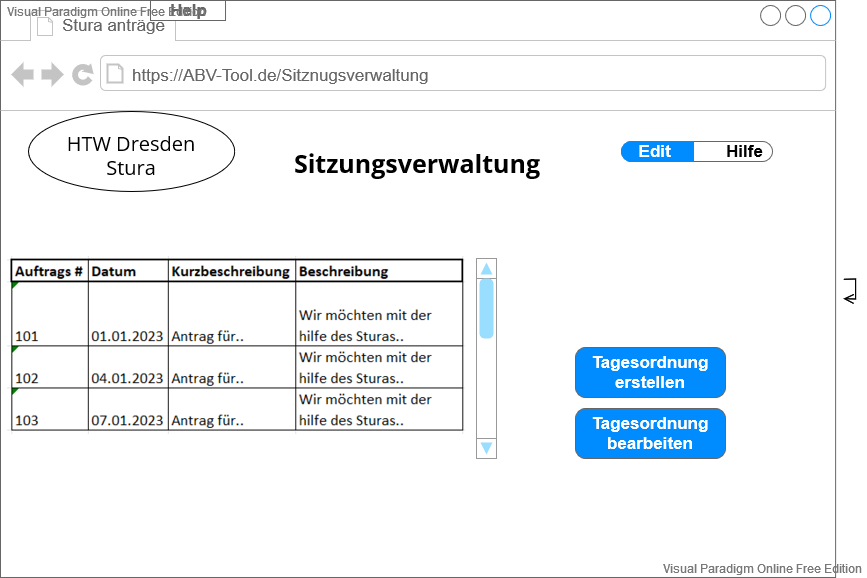 Visual Paradigm Online Free Edition
Help
Stura anträge
https://ABV-Tool.de/Sitznugsverwaltung
HTW Dresden
Stura
Sitzungsverwaltung
Edit
Hilfe
Auftrags # Datum Kurzbeschreibung Beschreibung
Wir möchten mit der
101 01.01.2023 Antrag für.. hilfe des Sturas..
Wir möchten mit der
102 04.01.2023 Antrag für.. hilfe des Sturas..
Wir möchten mit der
103 07.01.2023 Antrag für.. hilfe des Sturas..
Tagesordnung
erstellen
Tagesordnung
bearbeiten
Visual Paradigm Online Free Edition